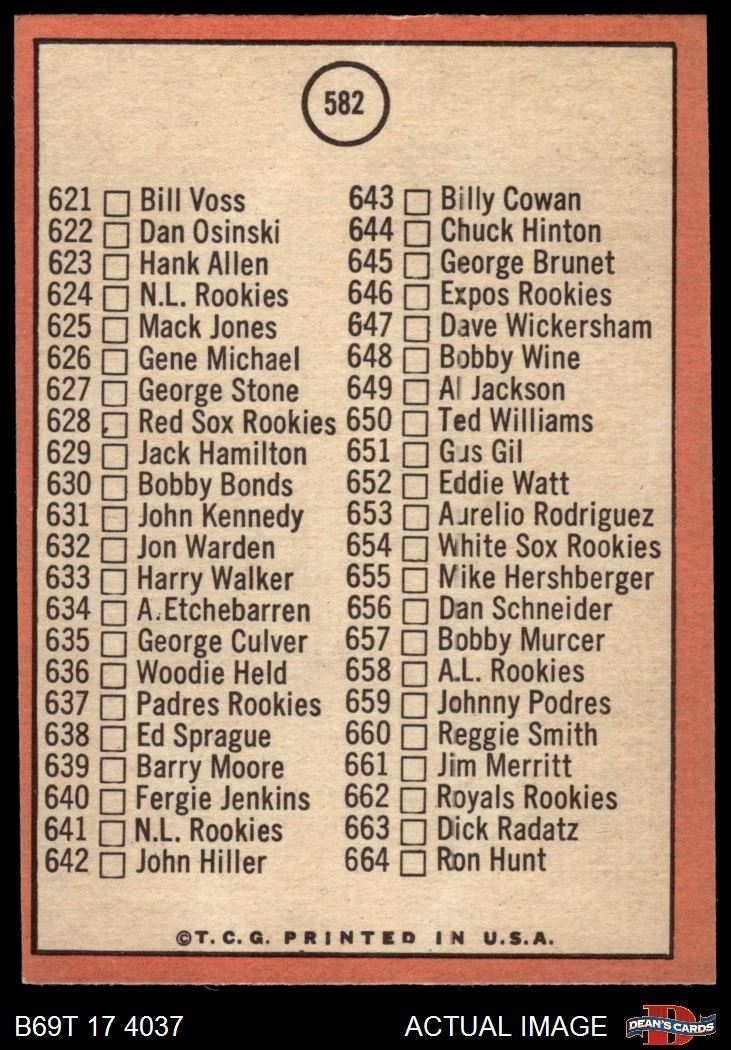 582
621 Bill Voss
622 Dan Osinski
623 Hank Allen
624 N.L. Rookies
625 Mack Jones
626 Gene Michael
627 George Stone
628 Red Sox Rookies
629 Jack Hamilton
630 Bobby Bonds
631 John Kennedy
632 Jon Warden
633 Harry Walker
634 A.Etchebarren
635 George Culver
636 Woodie Held
637 Padres Rookies
638 Ed Sprague
639 Barry Moore
640 Fergie Jenkins
641 N.L. Rookies
642 John Hiller
643 Billy Cowan
644 Chuck Hinton
645 George Brunet
646 Expos Rookies
647 Dave Wickersham
648 Bobby Wine
649 Al Jackson
650 Ted Williams
651 Gus Gil
652 Eddie Watt
653 Aurelio Rodriguez
654 White Sox Rookies
655 Mike Hershberger
656 Dan Schneider
657 Bobby Murcer
658 A.L. Rookies
659 Johnny Podres
660 Reggie Smith
661 Jim Merritt
662 Royals Rookies
663 Dick Radatz
664 Ron Hunt
©T. C. G. PRINTED IN U.S.A.
B69T 17 4037
ACTUAL IMAGE
D
DEAN'S CARDS